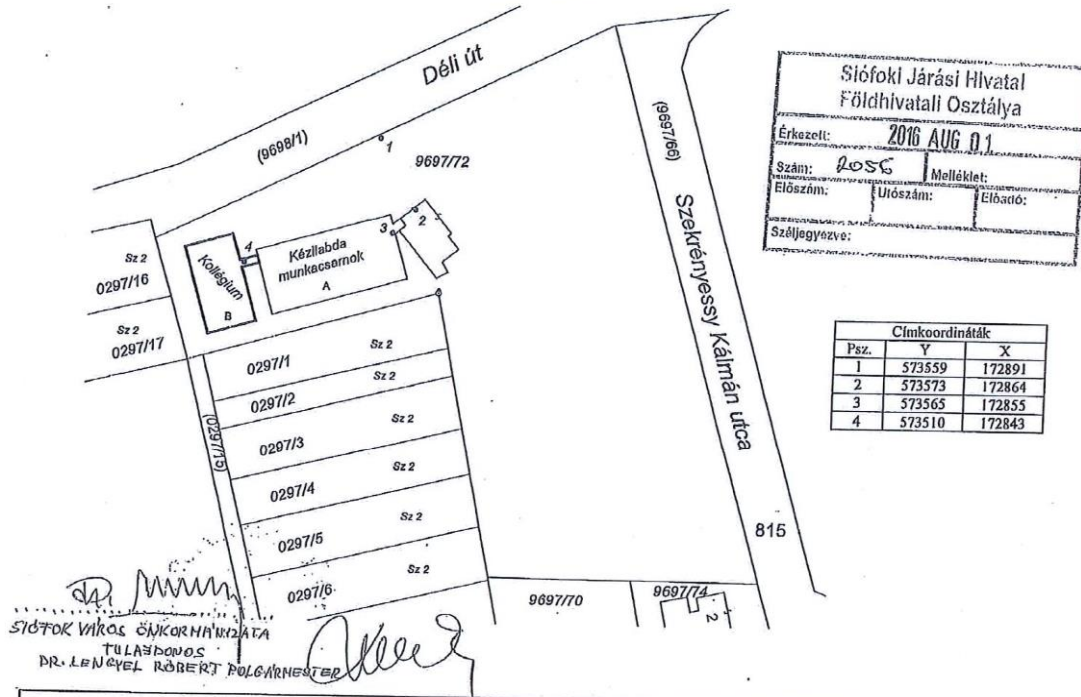 Déli út
(9698/1)
1
9697/72
(9697/66)
Szekrényessy Kálmán utca
815
Siófoki Járási Hivatal
Földhivatali Osztálya
Érkezett: 2016 AUG 01
Szám: 2056 Melléklet:
Előszám: Utószám: Előadó:
Széljegyezve:
Sz 2
0297/16
Sz 2
0297/17
4
Kollégium
B
Kézilabda
munkacsarnok
A
3
2
Címkoordináták
Psz. Y X
1 573559 172891
2 573573 172864
3 573565 172855
4 573510 172843
0297/1 Sz 2
0297/2 Sz 2
0297/3 Sz 2
0297/4 Sz 2
0297/5 Sz 2
0297/6 Sz 2
(0297/15)
9697/70
9697/74
2
SIÓFOK VÁROS ÖNKORMÁNYZATA
TULAJDONOS
DR. LENGYEL RÓBERT POLGÁRMESTER